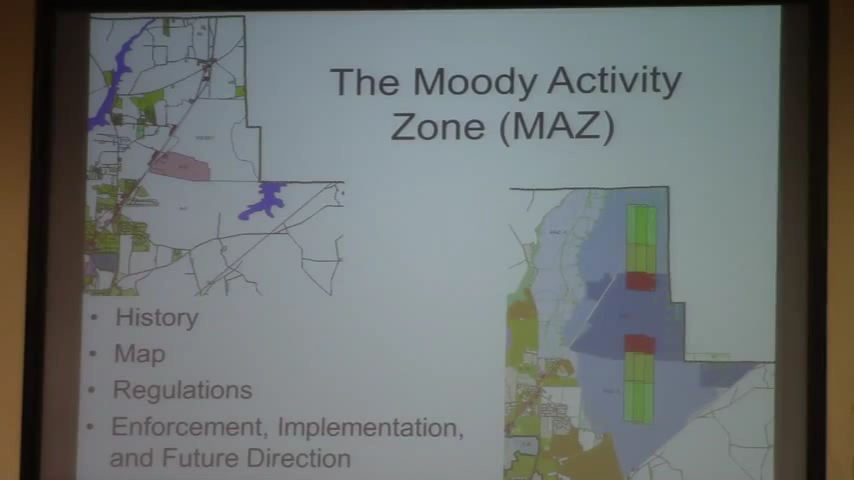 The Moody Activity
Zone (MAZ)
• History
• Map
• Regulations
• Enforcement, Implementation,
and Future Direction